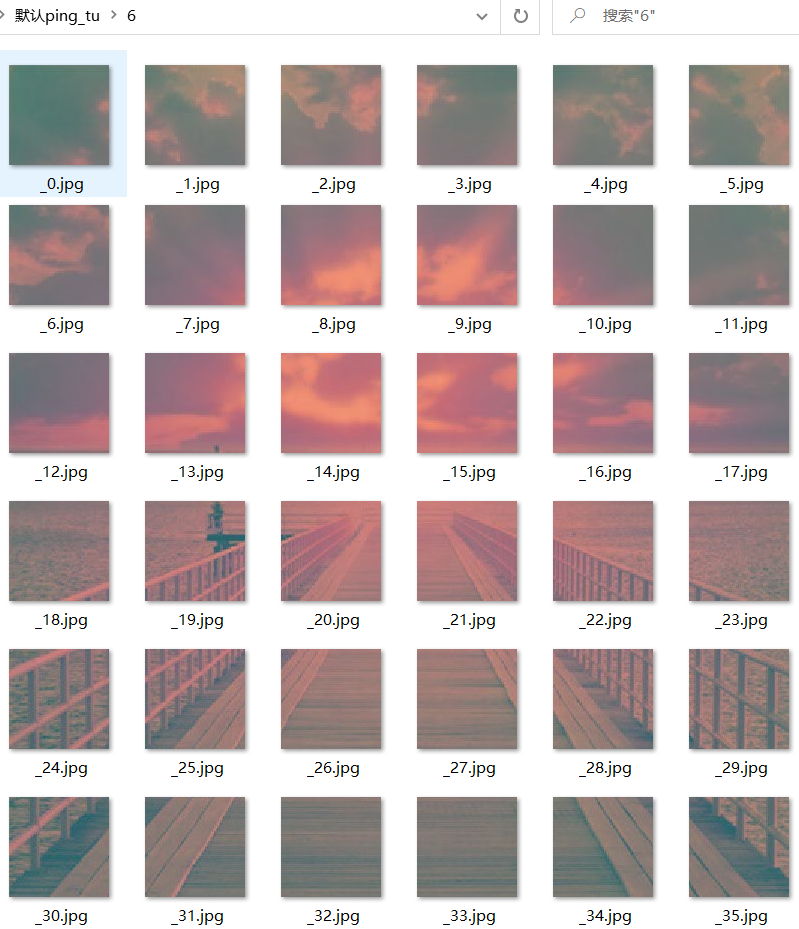 默认ping_tu > 6
搜索"6"
_0.jpg _1.jpg _2.jpg _3.jpg _4.jpg _5.jpg
_6.jpg _7.jpg _8.jpg _9.jpg _10.jpg _11.jpg
_12.jpg _13.jpg _14.jpg _15.jpg _16.jpg _17.jpg
_18.jpg _19.jpg _20.jpg _21.jpg _22.jpg _23.jpg
_24.jpg _25.jpg _26.jpg _27.jpg _28.jpg _29.jpg
_30.jpg _31.jpg _32.jpg _33.jpg _34.jpg _35.jpg